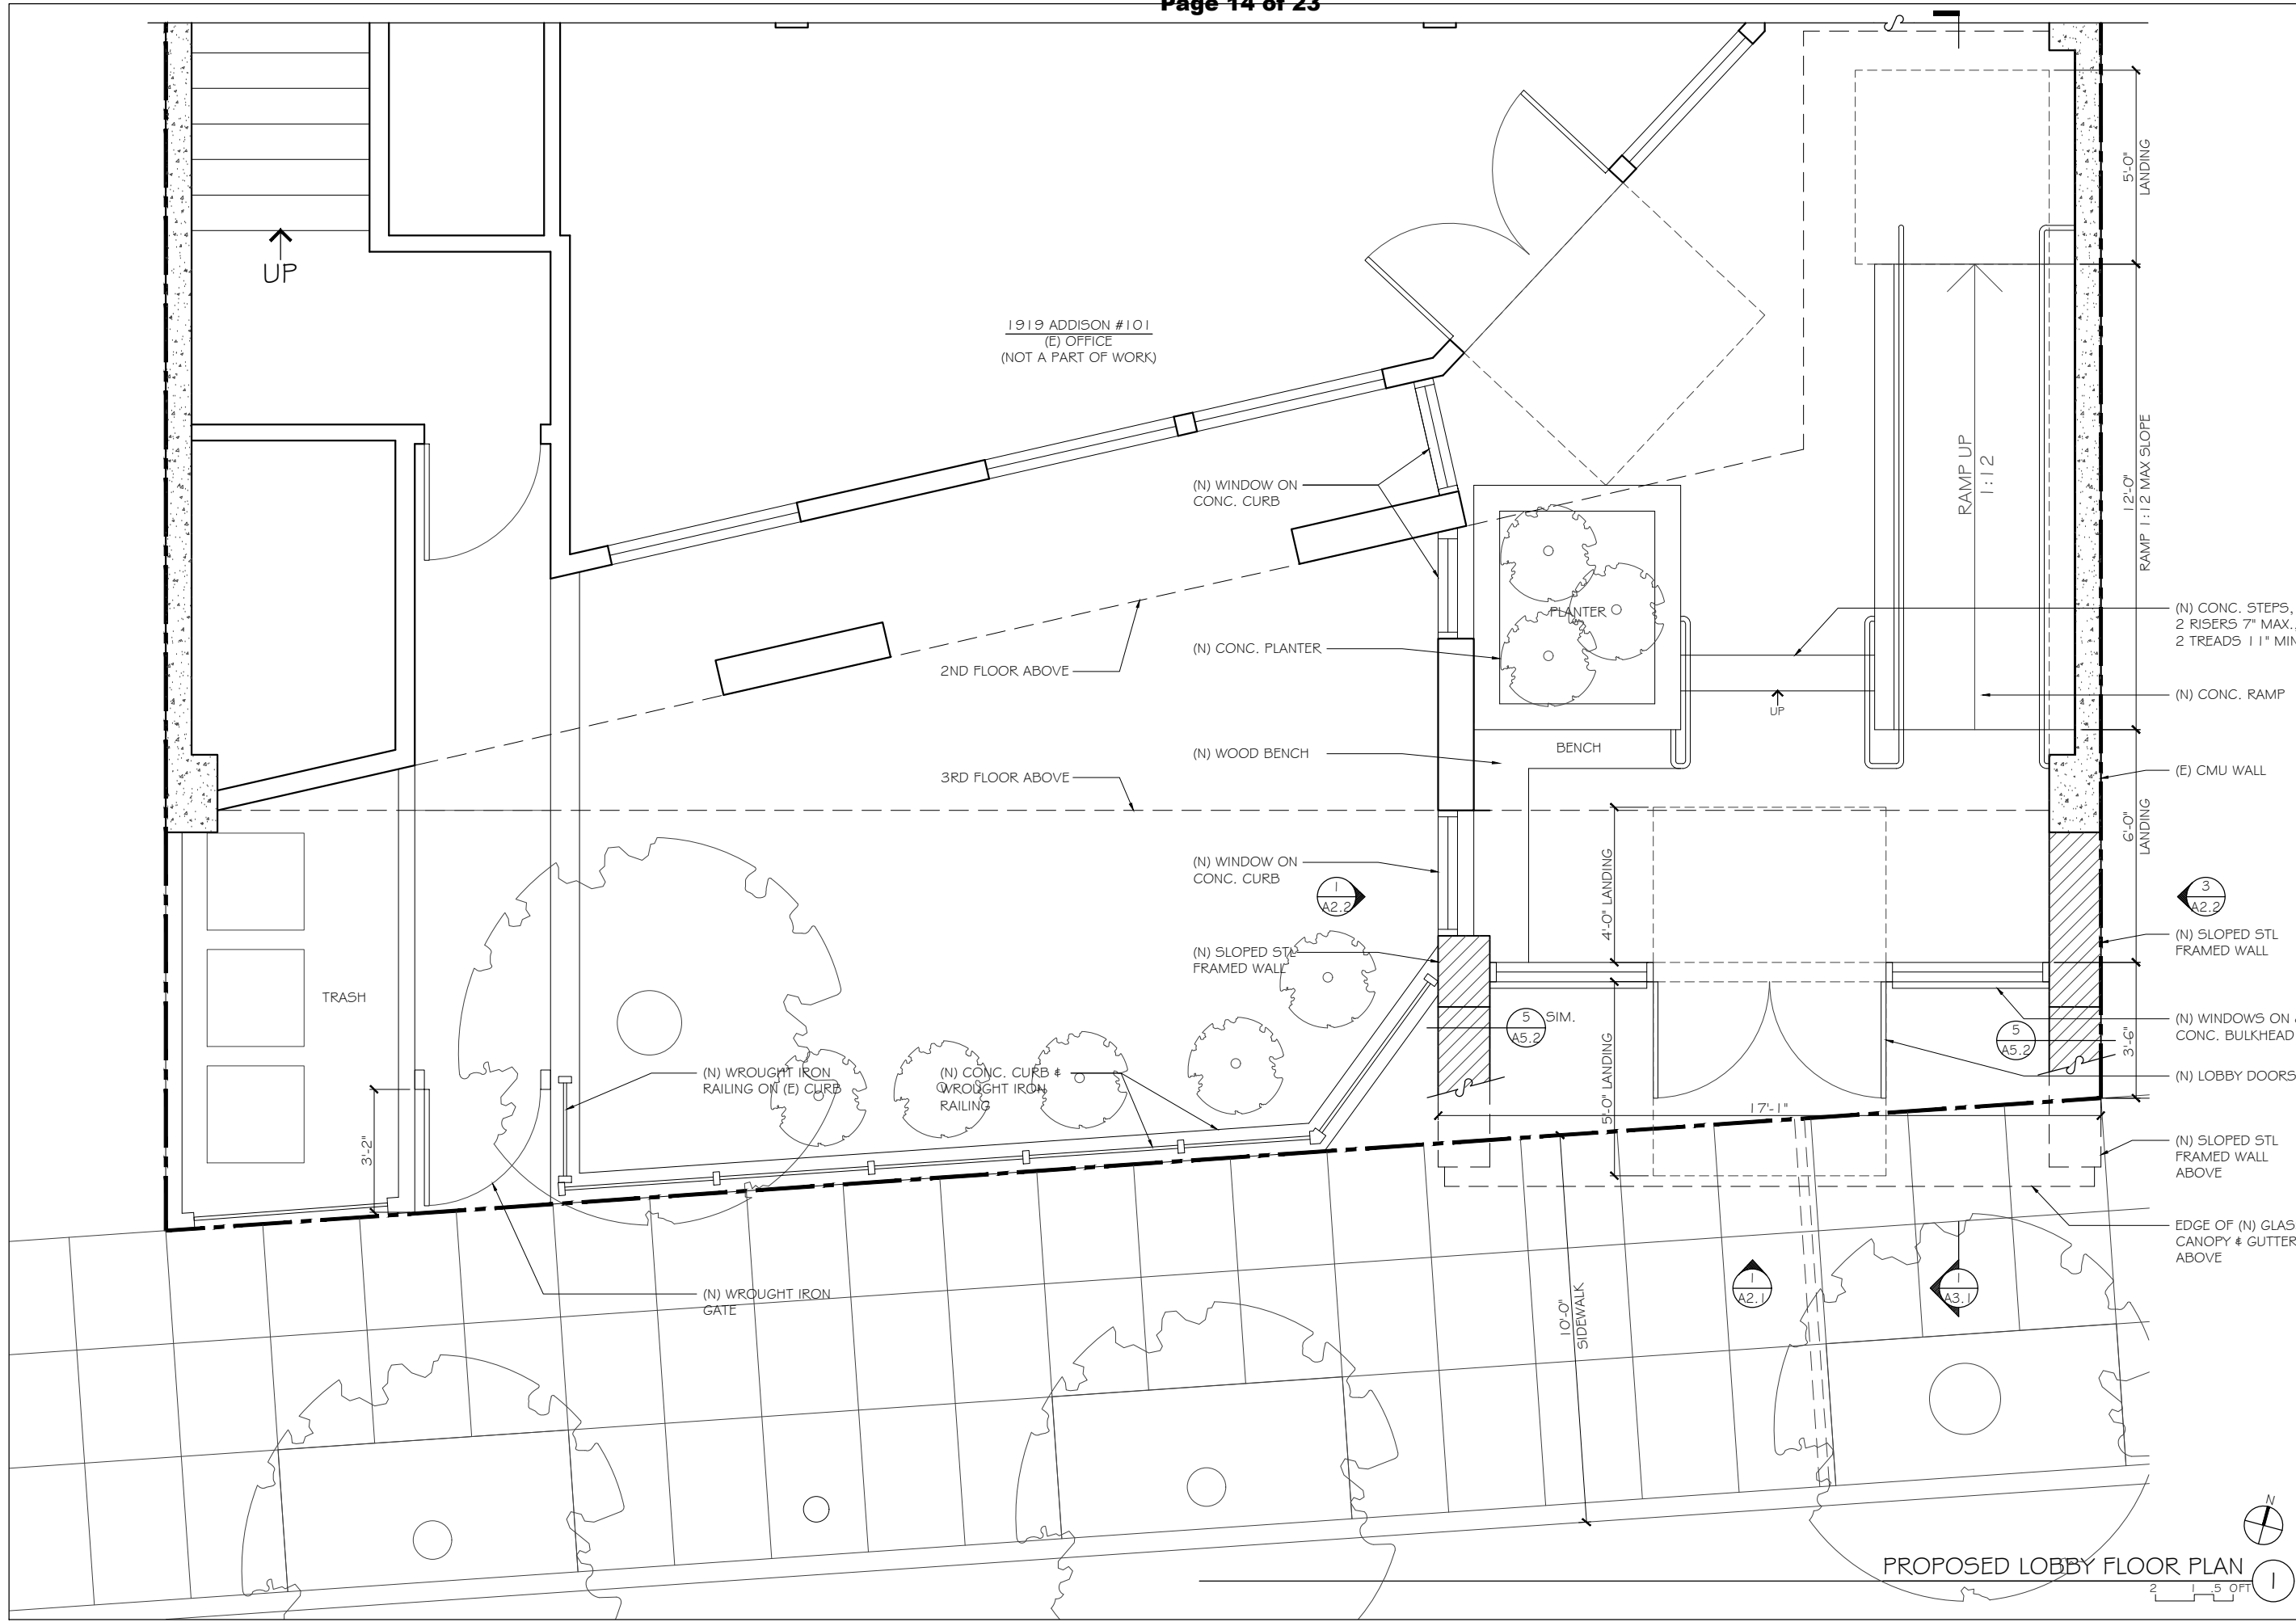 Page 14 of 23
UP
1919 ADDISON #101
(E) OFFICE
(NOT A PART OF WORK)
5'-0"
LANDING
12'-0"
RAMP 1:12 MAX SLOPE
RAMP UP
1:12
(N) WINDOW ON
CONC. CURB
PLANTER
(N) CONC. STEPS,
2 RISERS 7" MAX.,
2 TREADS 11" MIN
(N) CONC. PLANTER
2ND FLOOR ABOVE
(N) CONC. RAMP
UP
BENCH
(N) WOOD BENCH
3RD FLOOR ABOVE
(E) CMU WALL
6'-0"
LANDING
(N) WINDOW ON
CONC. CURB
4'-0" LANDING
1
A2.2
3
A2.2
(N) SLOPED STL
FRAMED WALL
(N) SLOPED STL
FRAMED WALL
TRASH
5
A5.2
SIM.
5
A5.2
(N) WINDOWS ON
CONC. BULKHEAD
3'-6"
(N) WROUGHT IRON
RAILING ON (E) CURB
(N) CONC. CURB &
WROUGHT IRON
RAILING
(N) LOBBY DOORS
5'-0" LANDING
17'-1"
3'-2"
(N) SLOPED STL
FRAMED WALL
ABOVE
EDGE OF (N) GLAS
CANOPY & GUTTER
ABOVE
(N) WROUGHT IRON
GATE
10'-0"
SIDEWALK
1
A2.1
1
A3.1
N
PROPOSED LOBBY FLOOR PLAN
2 1 .5 0FT
1